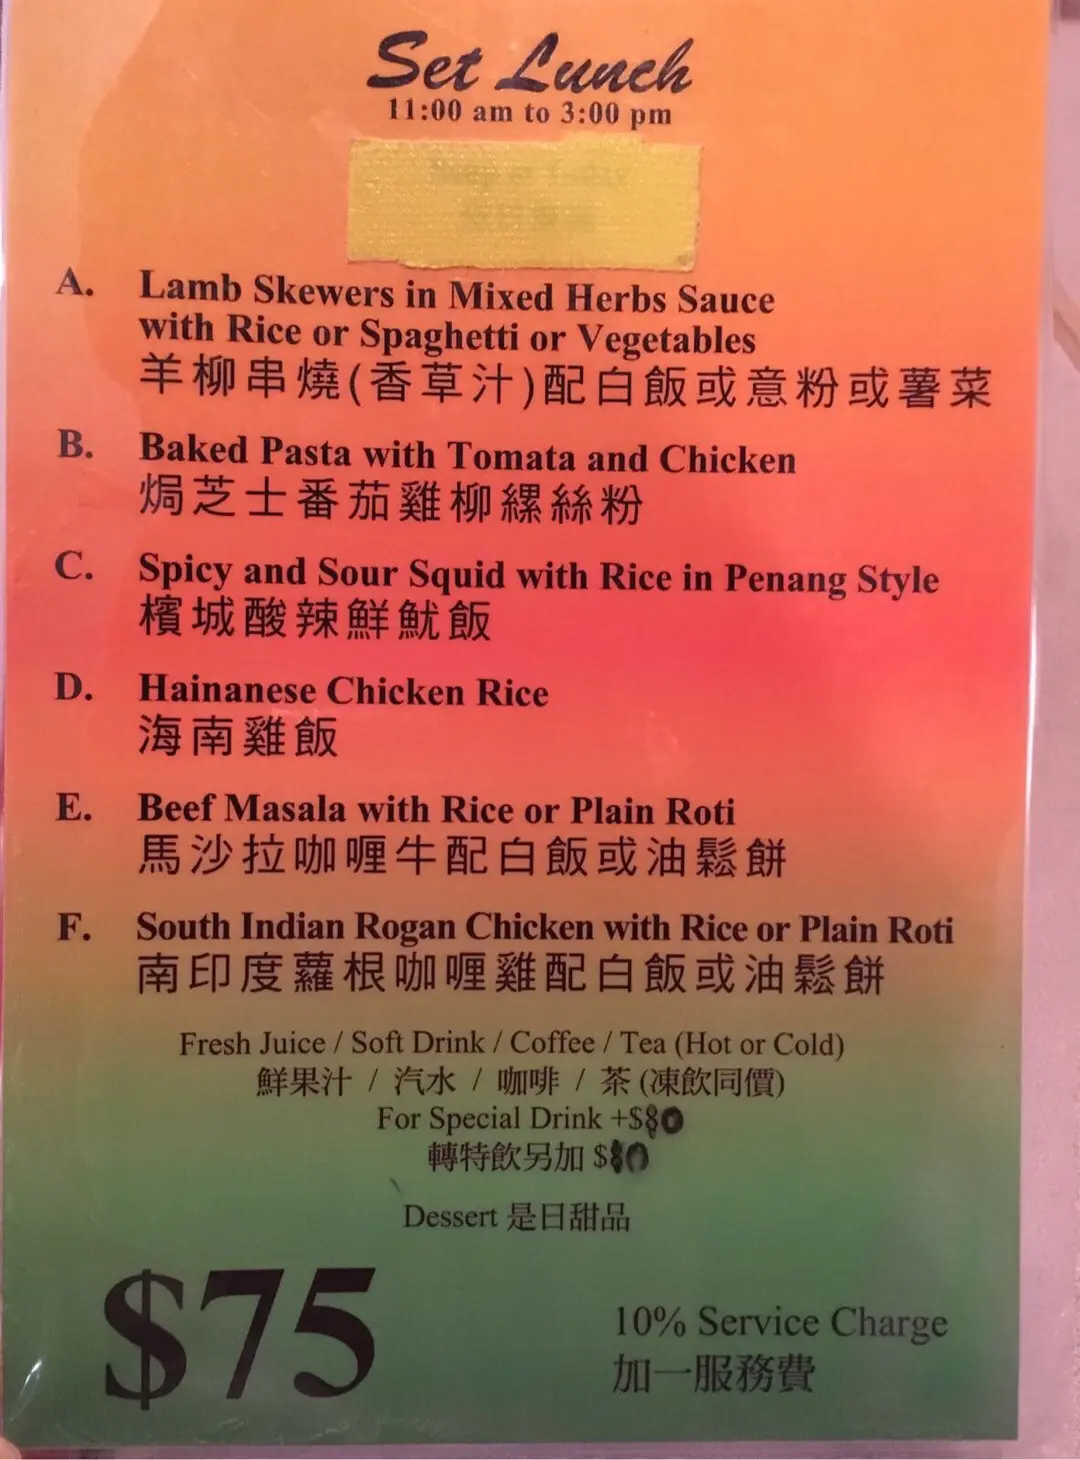 Set Lunch
11:00 am to 3:00 pm
A. Lamb Skewers in Mixed Herbs Sauce
with Rice or Spaghetti or Vegetables
羊柳串燒(香草汁)配白飯或意粉或薯菜
B. Baked Pasta with Tomata and Chicken
焗芝士番茄雞柳縲絲粉
C. Spicy and Sour Squid with Rice in Penang Style
檳城酸辣鮮魷飯
D. Hainanese Chicken Rice
海南雞飯
E. Beef Masala with Rice or Plain Roti
馬沙拉咖喱牛配白飯或油鬆餅
F. South Indian Rogan Chicken with Rice or Plain Roti
南印度蘿根咖喱雞配白飯或油鬆餅
Fresh Juice / Soft Drink / Coffee / Tea (Hot or Cold)
鮮果汁 / 汽水 / 咖啡 / 茶 (凍飲同價)
For Special Drink +$
轉特飲另加 $
Dessert 是日甜品
$75
10% Service Charge
加一服務費